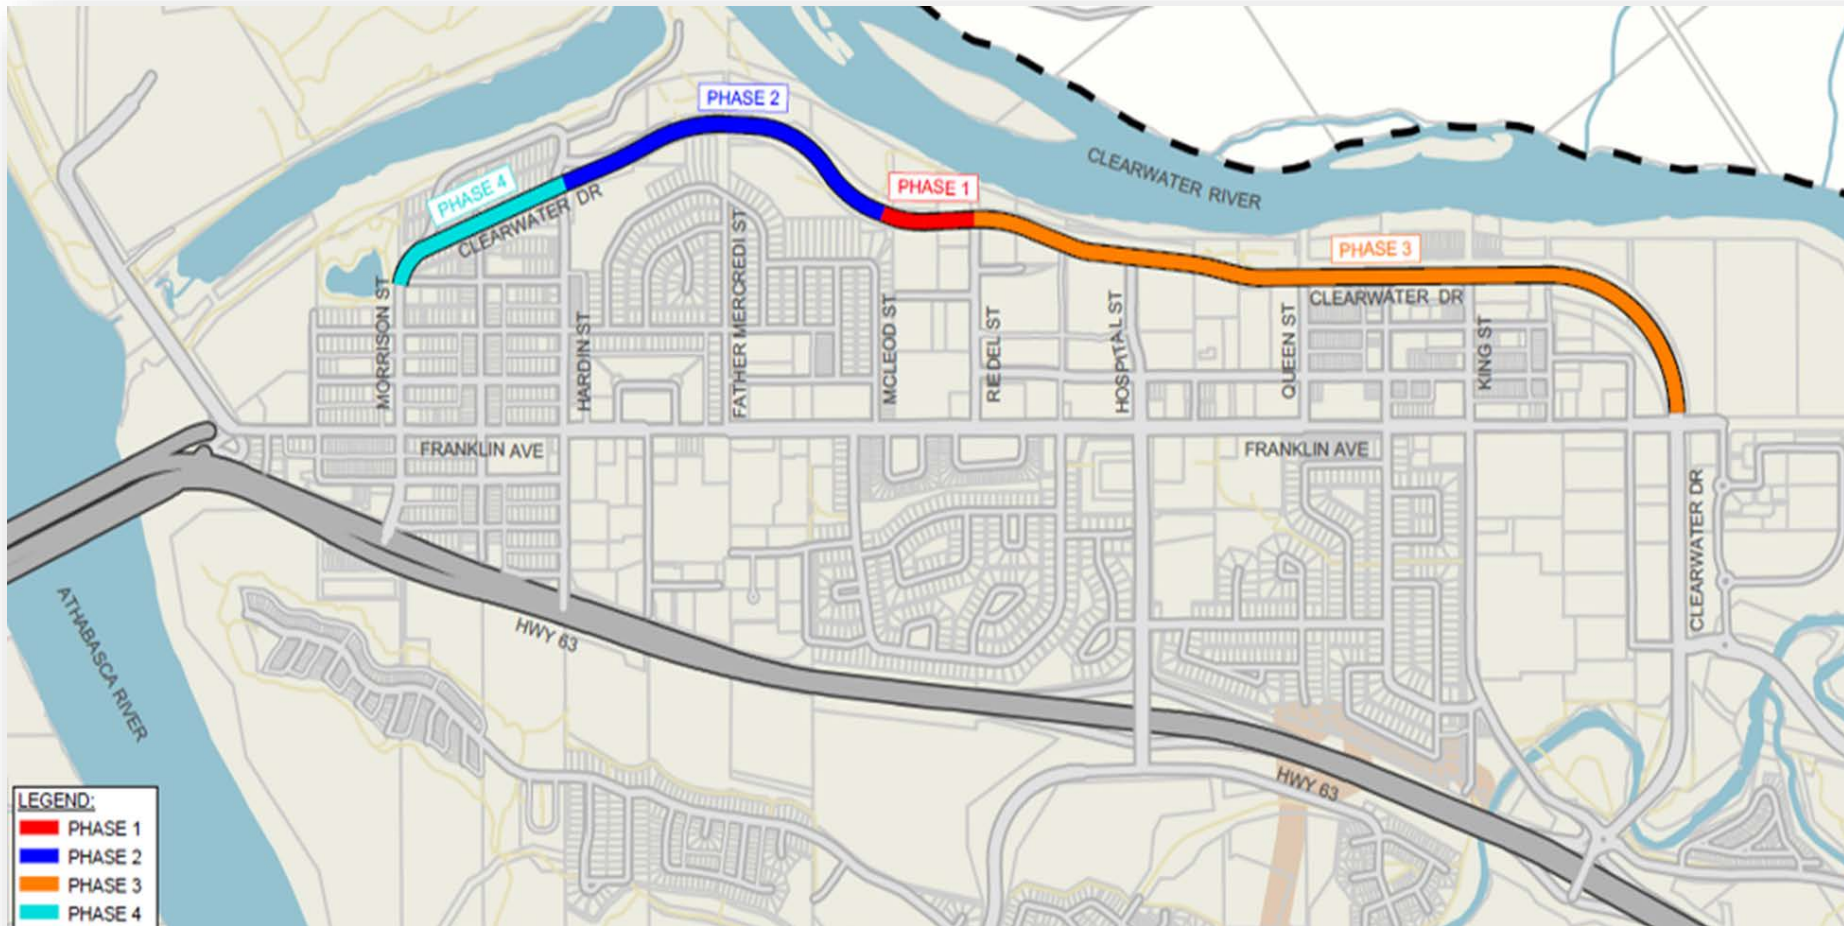 PHASE 2
PHASE 4
PHASE 1
CLEARWATER RIVER
CLEARWATER DR
PHASE 3
CLEARWATER DR
MORRISON ST
HARDIN ST
FATHER MERCREDI ST
MCLEOD ST
RIEDEL ST
HOSPITAL ST
QUEEN ST
KING ST
FRANKLIN AVE
FRANKLIN AVE
CLEARWATER DR
ATHABASCA RIVER
HWY 63
HWY 63
LEGEND:
PHASE 1
PHASE 2
PHASE 3
PHASE 4